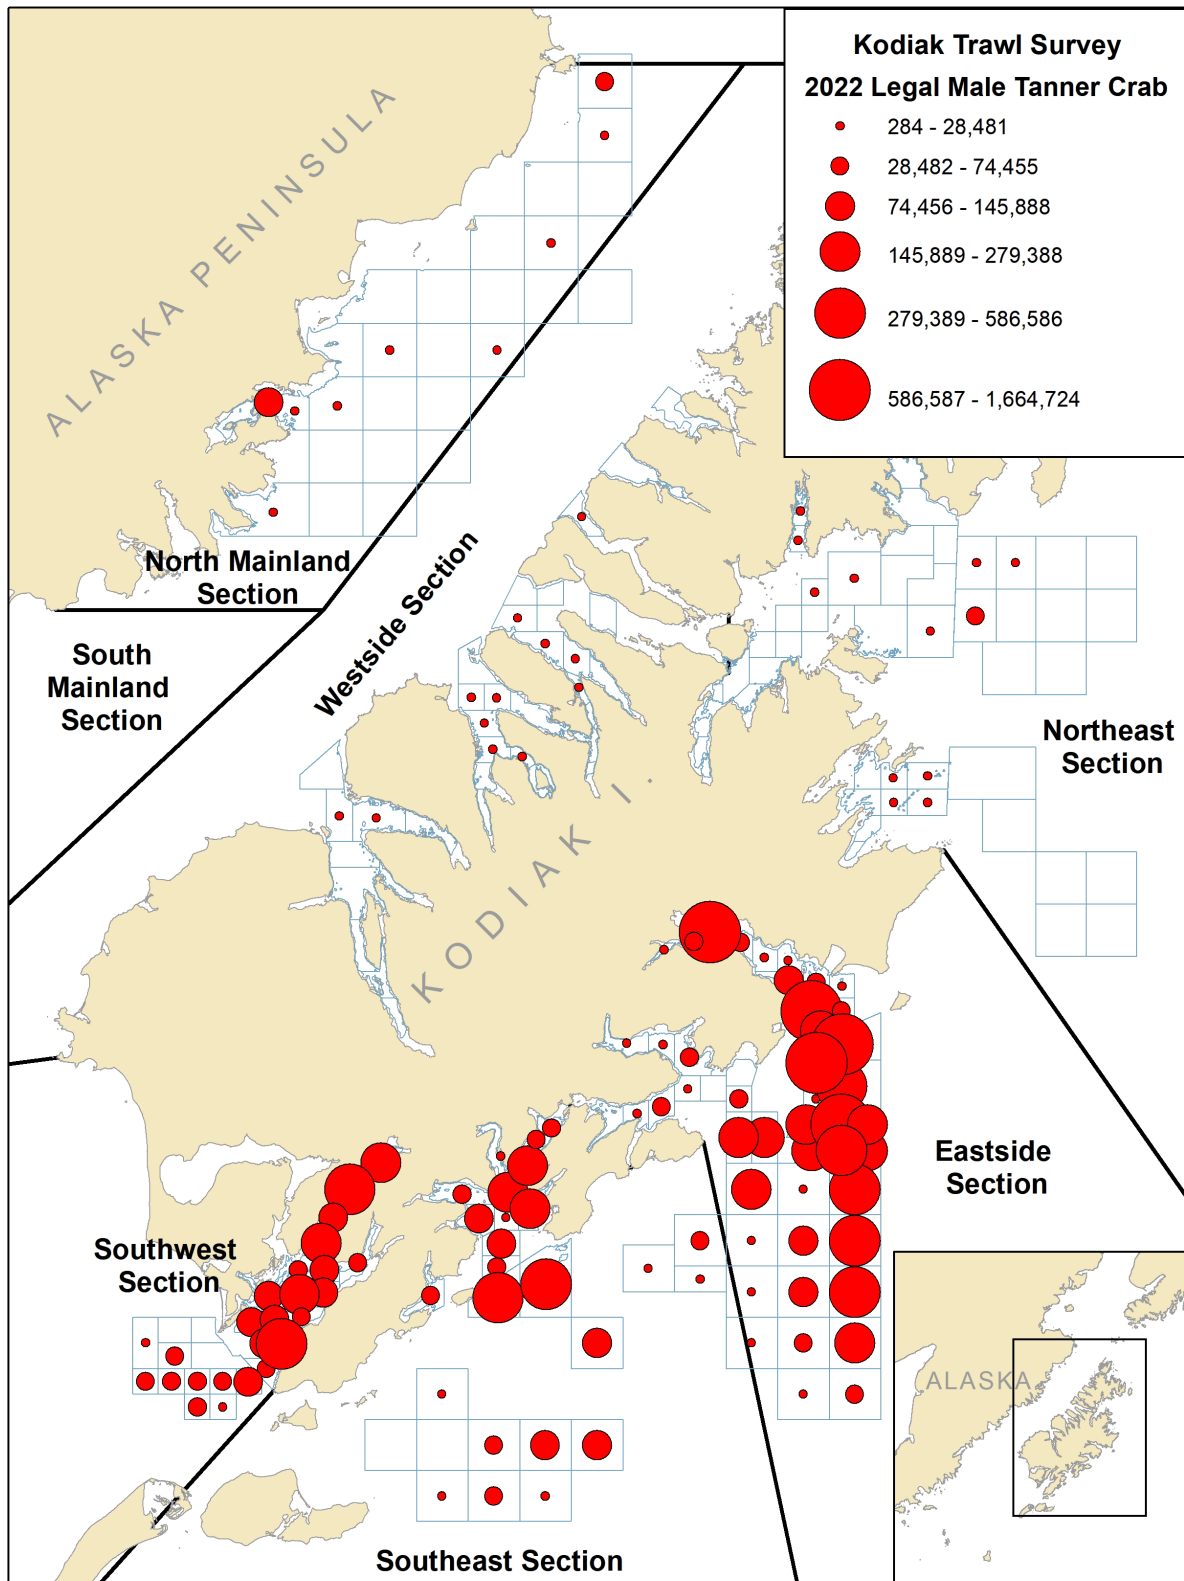 Kodiak Trawl Survey
2022 Legal Male Tanner Crab
284 - 28,481
28,482 - 74,455
74,456 - 145,888
145,889 - 279,388
279,389 - 586,586
586,587 - 1,664,724
ALASKA PENINSULA
North Mainland
Section
South
Mainland
Section
Westside Section
KODIAK I.
Northeast
Section
Eastside
Section
Southwest
Section
Southeast Section
ALASKA